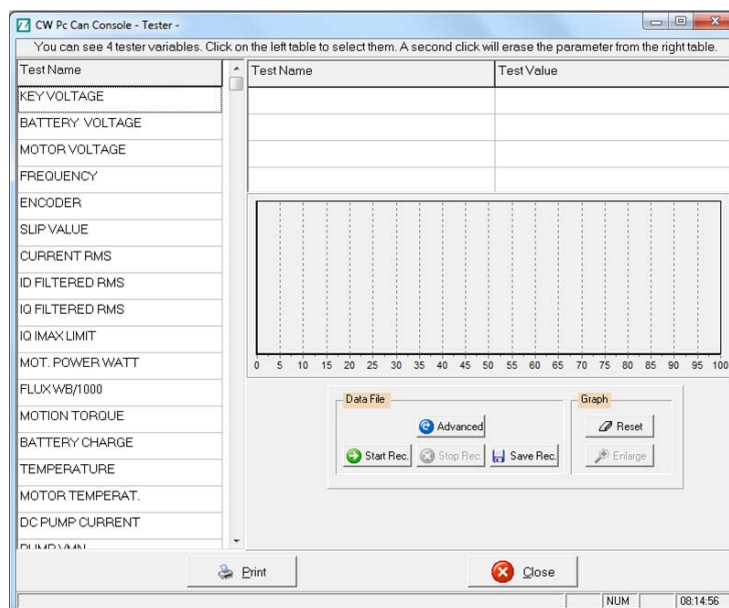 CW Pc Can Console - Tester -
You can see 4 tester variables. Click on the left table to select them. A second click will erase the parameter from the right table.
Test Name
KEY VOLTAGE
BATTERY VOLTAGE
MOTOR VOLTAGE
FREQUENCY
ENCODER
SLIP VALUE
CURRENT RMS
ID FILTERED RMS
IQ FILTERED RMS
IQ IMAX LIMIT
MOT. POWER WATT
FLUX WB/1000
MOTION TORQUE
BATTERY CHARGE
TEMPERATURE
MOTOR TEMPERAT.
DC PUMP CURRENT
PUMP VMN
Test Name Test Value
0 5 10 15 20 25 30 35 40 45 50 55 60 65 70 75 80 85 90 95 100
Data File
Advanced
Start Rec. Stop Rec. Save Rec.
Graph
Reset
Enlarge
Print Close
NUM 08:14:56